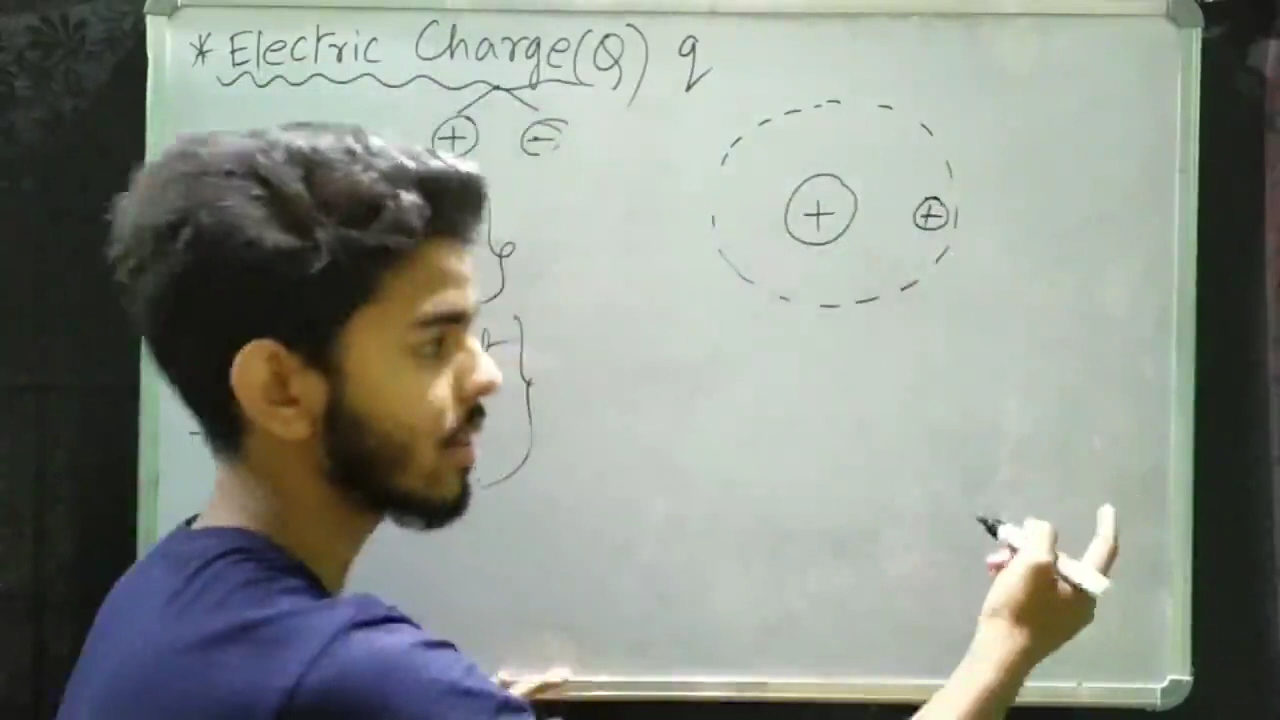 * Electric Charge(Q) q
+ -
+ +